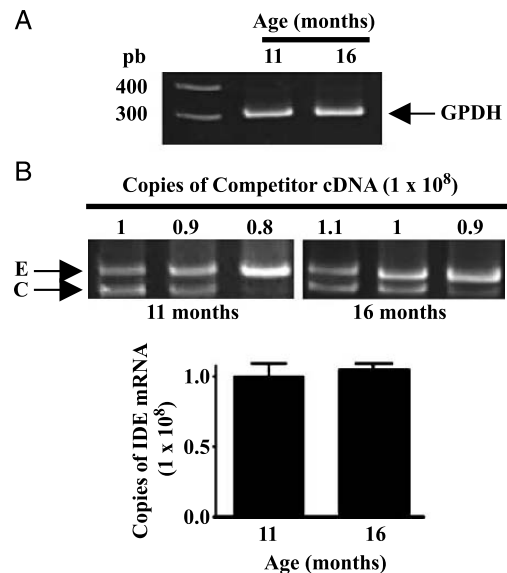 A
Age (months)
pb 11 16
400
300 GPDH
B
Copies of Competitor cDNA (1 x 10⁸)
1 0.9 0.8 1.1 1 0.9
E
C
11 months 16 months
Copies of IDE mRNA
(1 x 10⁸)
1.0
0.5
0.0
11 16
Age (months)